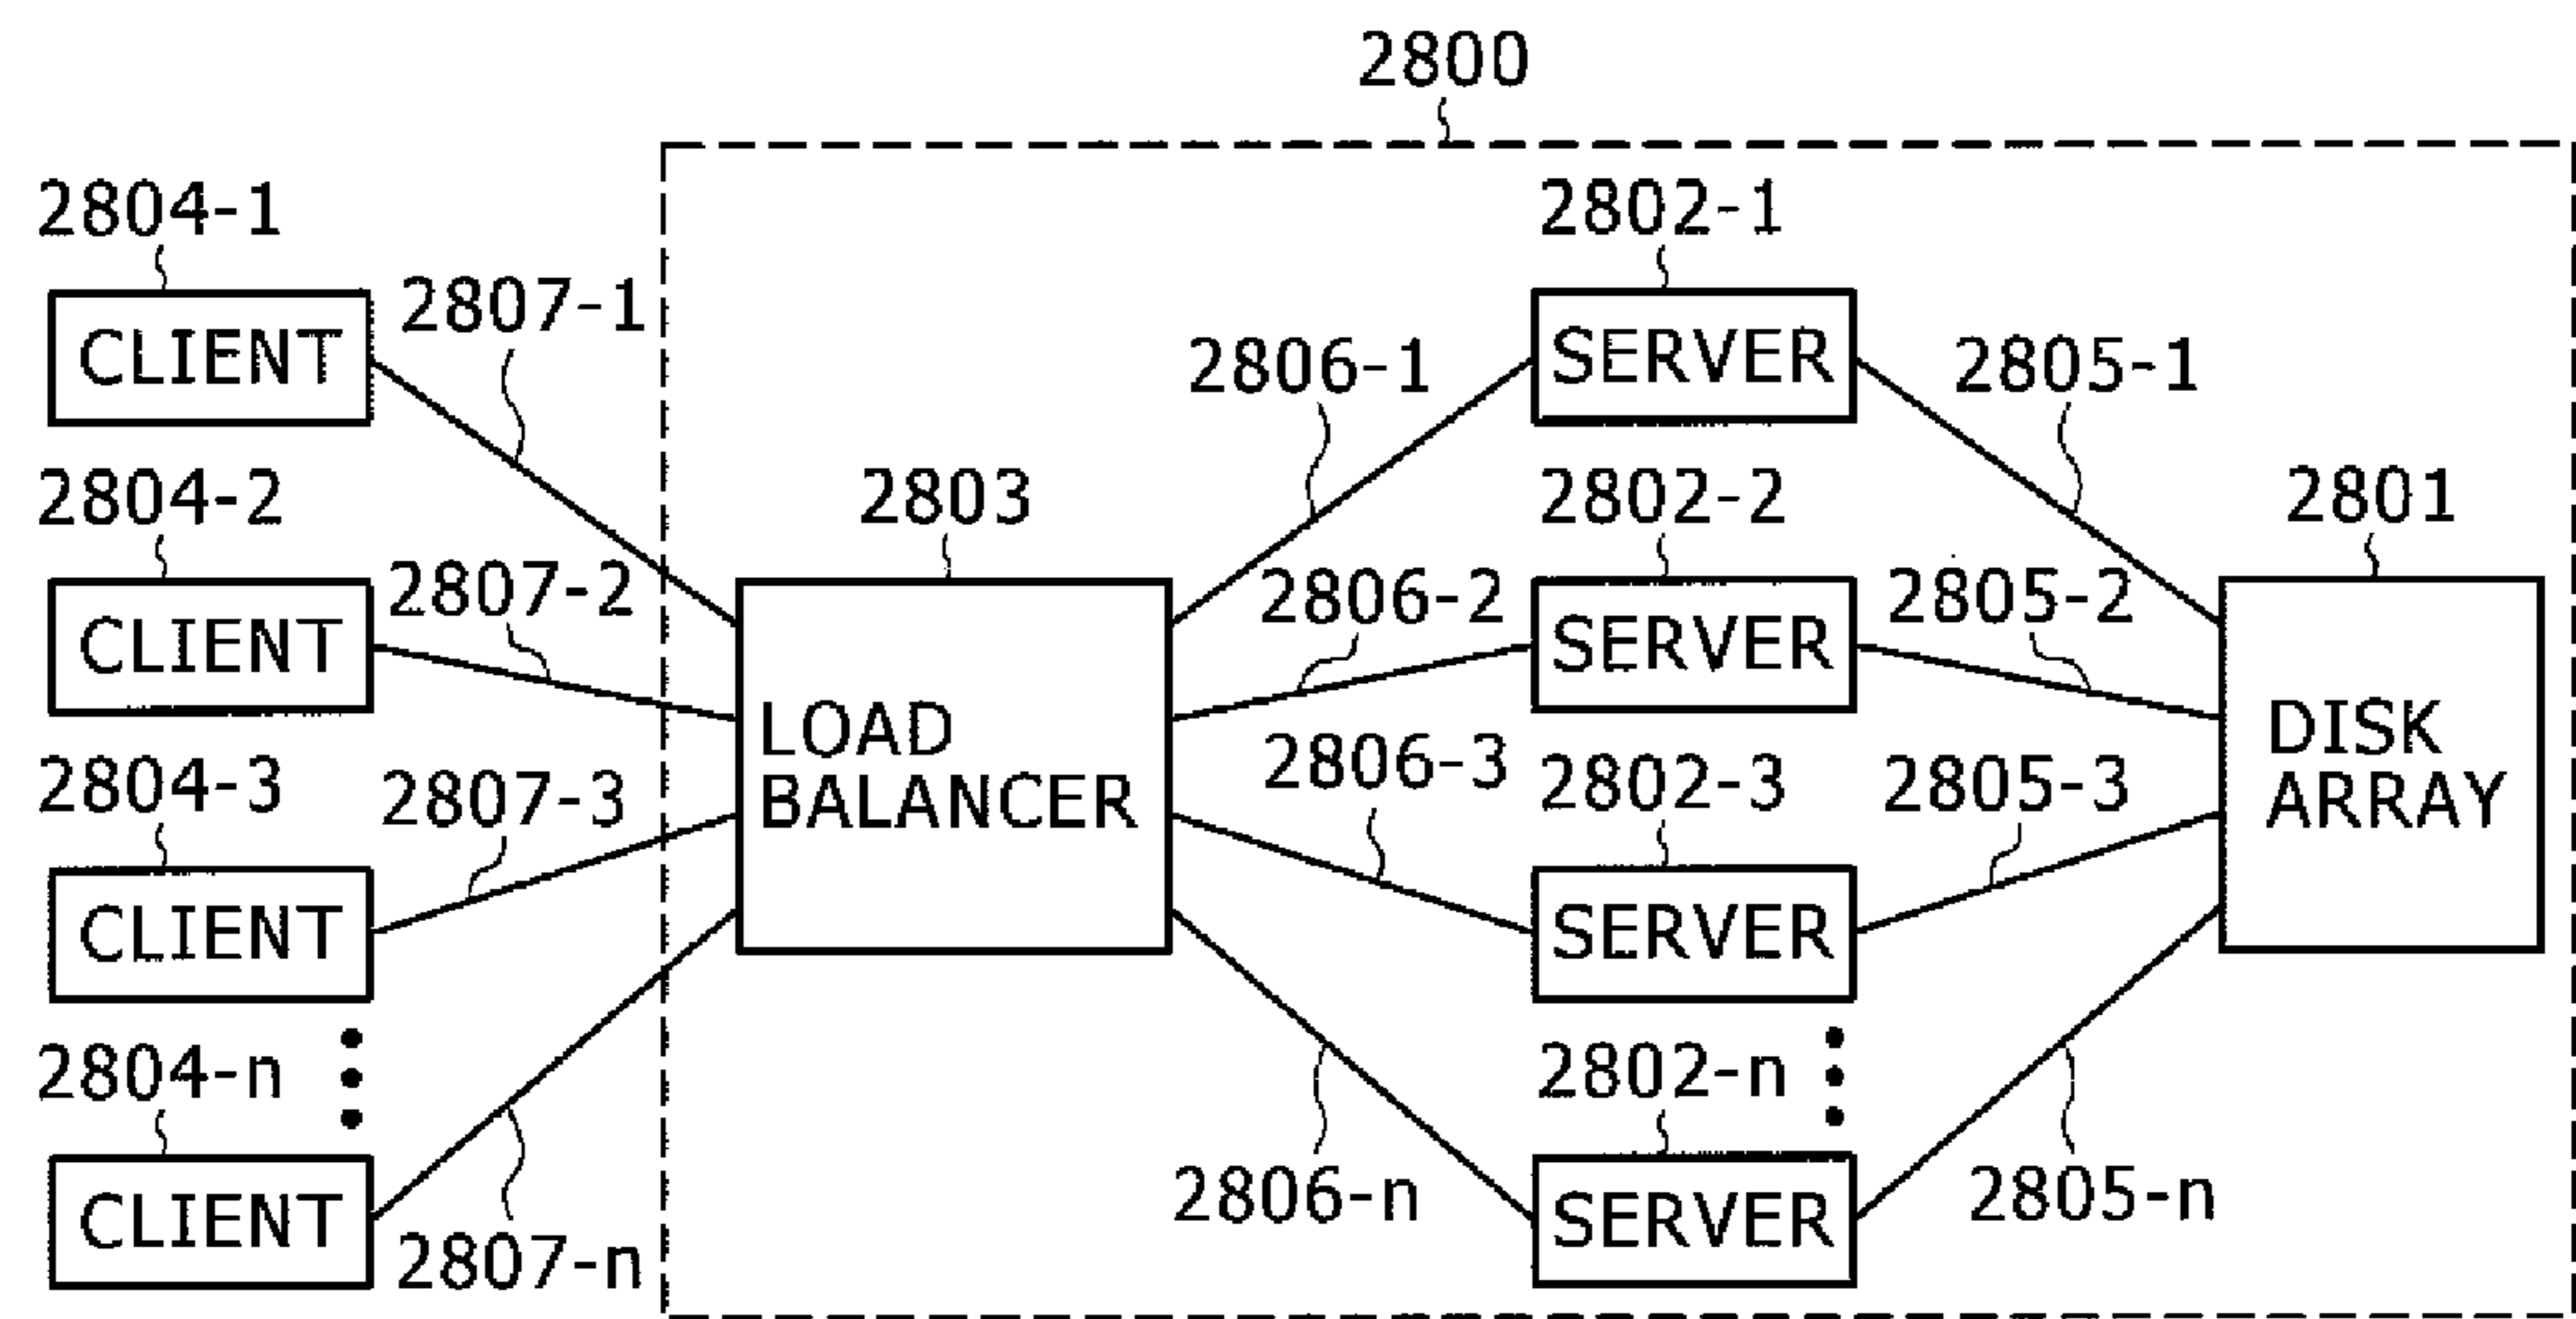 2800
2804-1
2802-1
2807-1
CLIENT
SERVER
2806-1
2805-1
2804-2
2803
2802-2
2801
2807-2
2806-2
2805-2
CLIENT
SERVER
LOAD
BALANCER
DISK
ARRAY
2804-3
2807-3
2806-3
2802-3
2805-3
CLIENT
SERVER
2804-n
2802-n
CLIENT
2807-n
2806-n
SERVER
2805-n